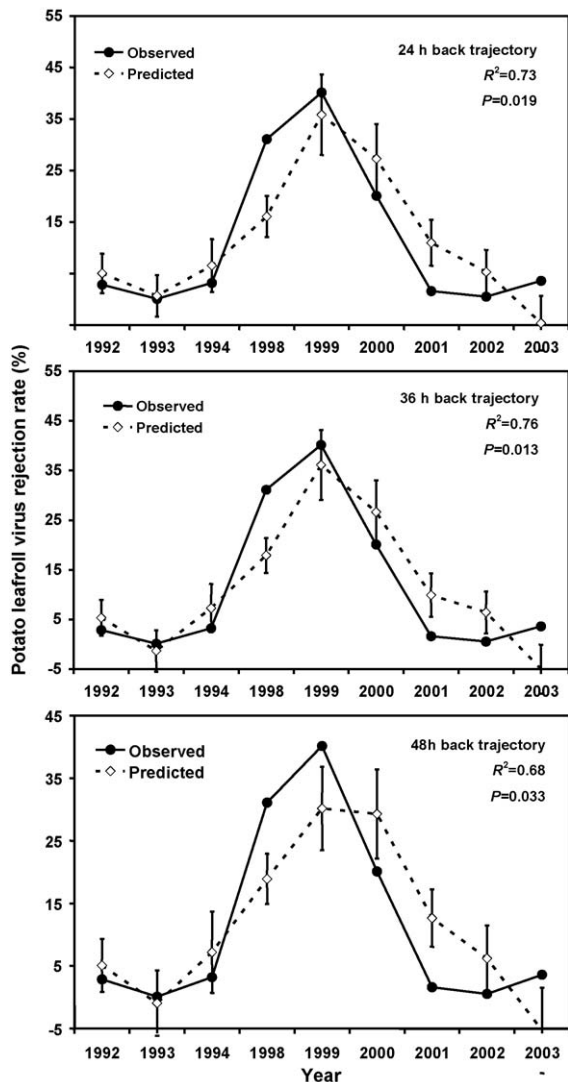 Potato leafroll virus rejection rate (%)
55
45
35
25
15
Observed
Predicted
24 h back trajectory
R²=0.73
P=0.019
1992 1993 1994 1998 1999 2000 2001 2002 2003
55
45
35
25
15
5
-5
Observed
Predicted
36 h back trajectory
R²=0.76
P=0.013
1992 1993 1994 1998 1999 2000 2001 2002 2003
45
35
25
15
5
-5
Observed
Predicted
48h back trajectory
R²=0.68
P=0.033
1992 1993 1994 1998 1999 2000 2001 2002 2003
Year